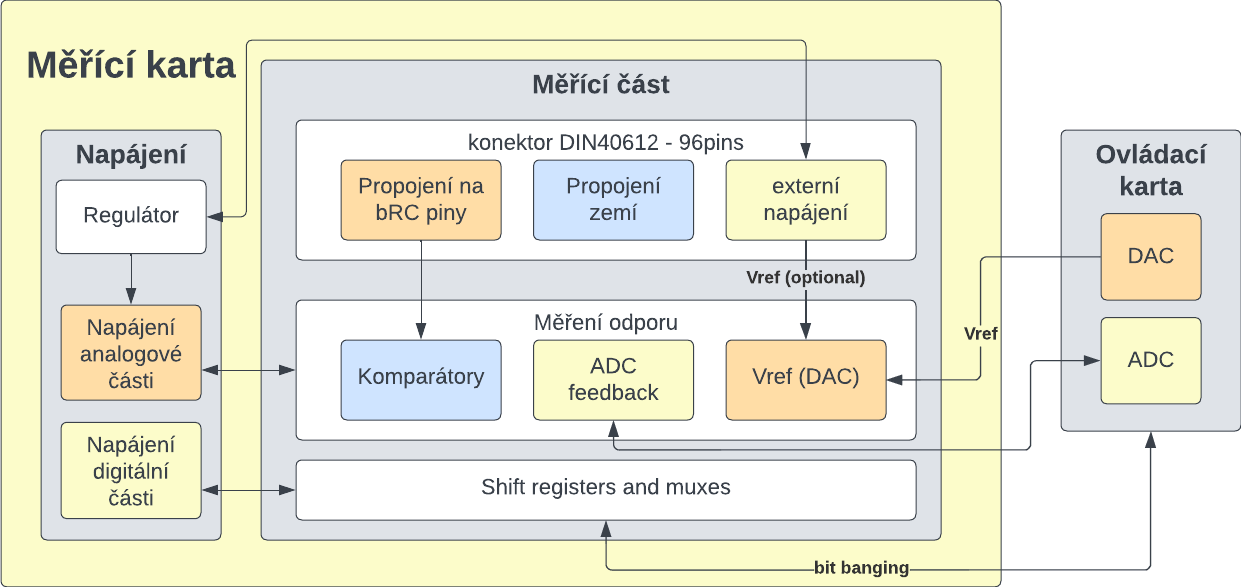 Měřící karta
Napájení
Regulátor
Napájení
analogové
části
Napájení
digitální
části
Měřící část
konektor DIN40612 - 96pins
Propojení na
bRC piny
Propojení
zemí
externí
napájení
Vref (optional)
Měření odporu
Komparátory
ADC
feedback
Vref (DAC)
Shift registers and muxes
Ovládací
karta
DAC
ADC
Vref
bit banging